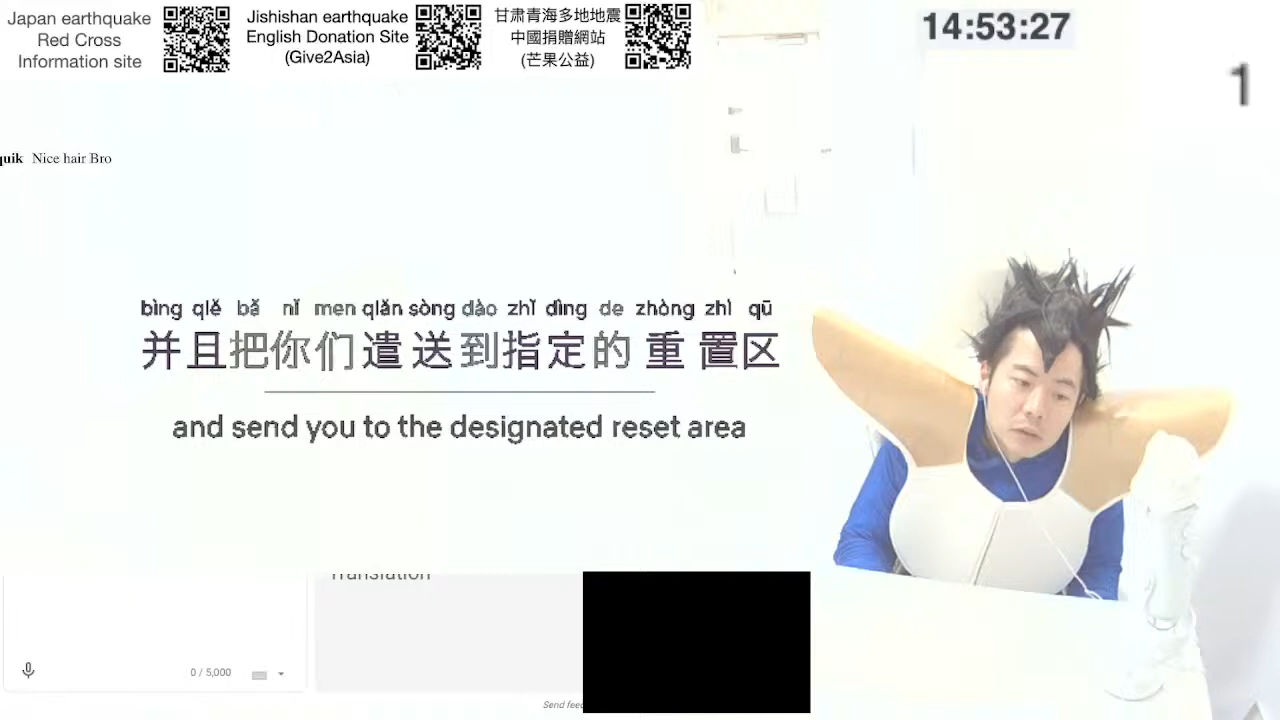 Japan earthquake
Red Cross
Information site
Jishishan earthquake
English Donation Site
(Give2Asia)
甘肃青海多地地震
中國捐贈網站
(芒果公益)
14:53:27
1
quik Nice hair Bro
bìng qiě bǎ nǐ men qiǎn sòng dào zhǐ dìng de zhòng zhì qū
并且把你们遣送到指定的重置区
and send you to the designated reset area
Translation
0 / 5,000
Send feed